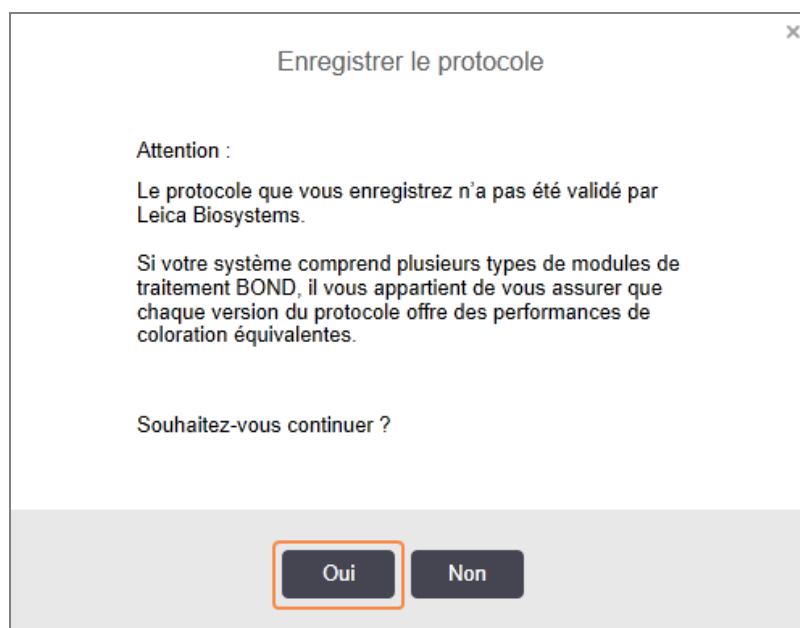 Enregistrer le protocole
Attention :
Le protocole que vous enregistrez n’a pas été validé par
Leica Biosystems.
Si votre système comprend plusieurs types de modules de
traitement BOND, il vous appartient de vous assurer que
chaque version du protocole offre des performances de
coloration équivalentes.
Souhaitez-vous continuer ?
Oui Non